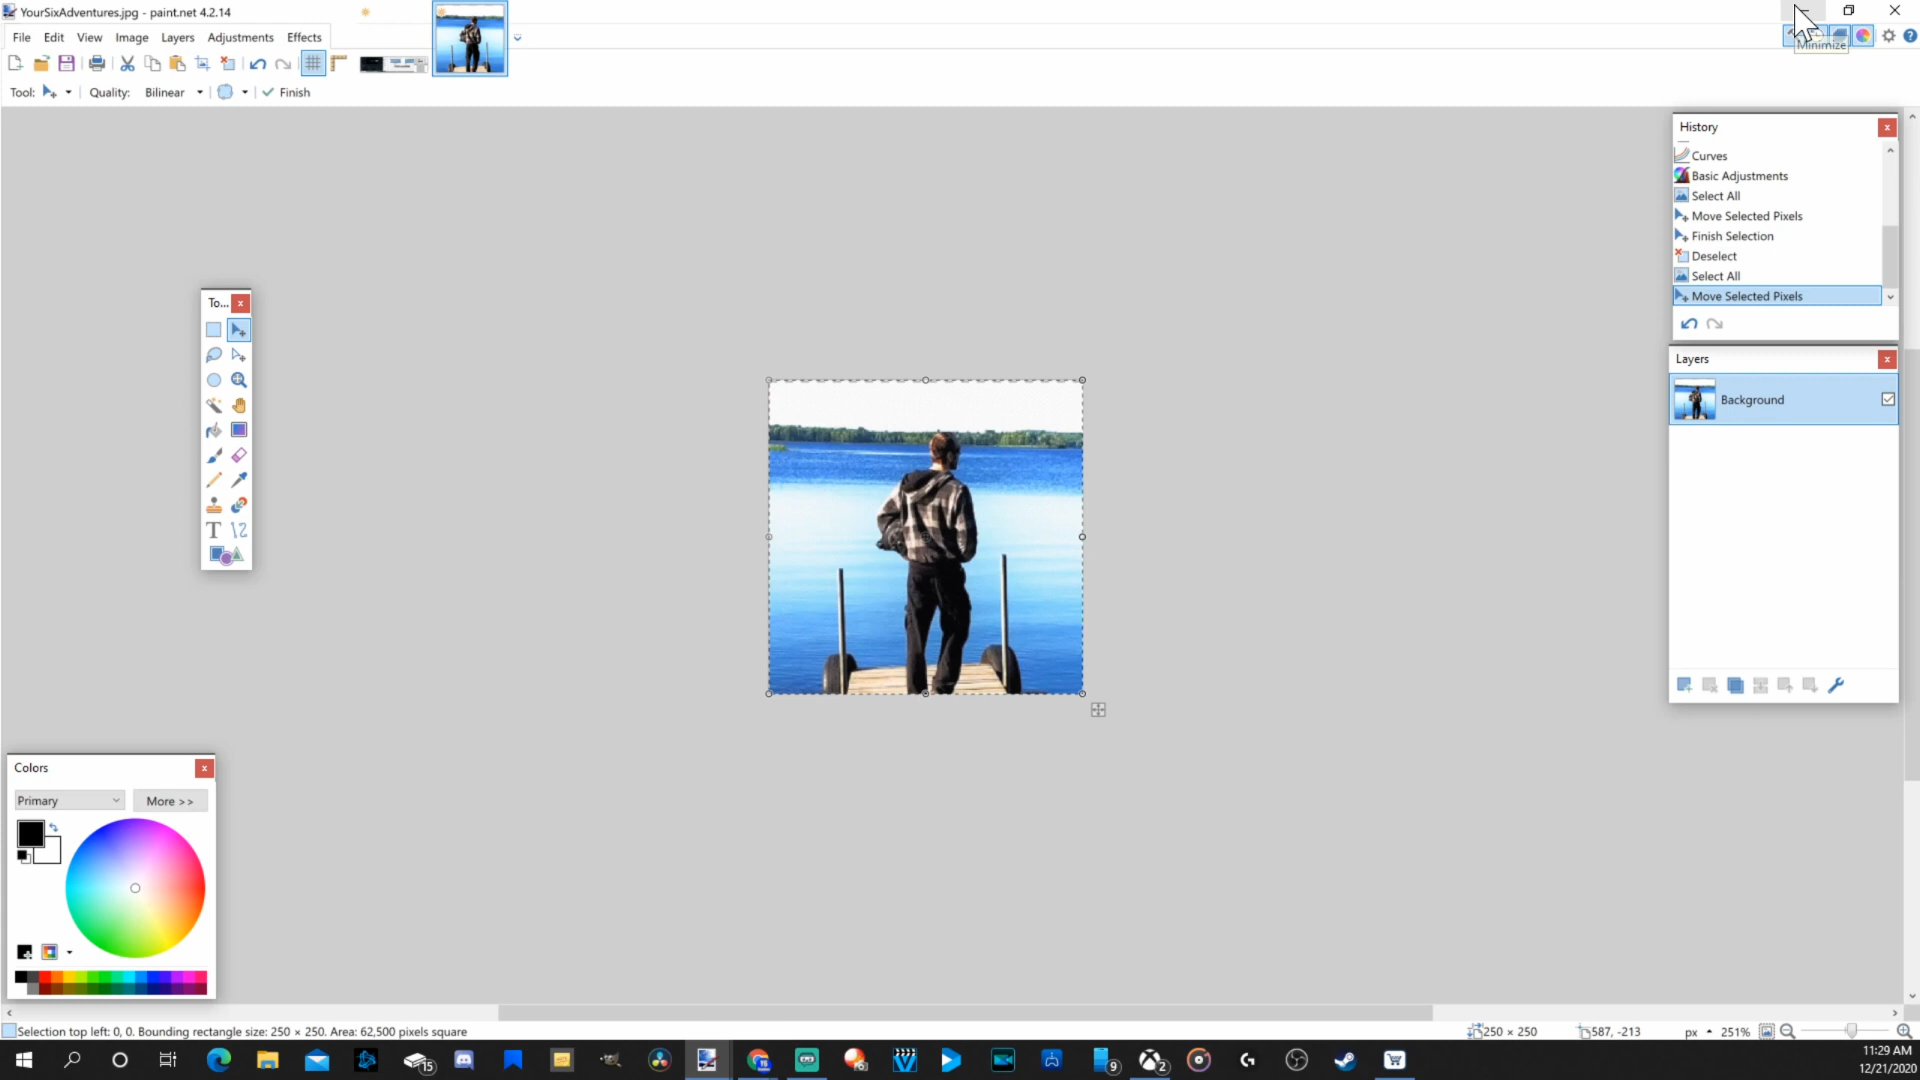 YourSixAdventures.jpg - paint.net 4.2.14
File Edit View Image Layers Adjustments Effects
Minimize
Tool: Quality: Bilinear Finish
History
Curves
Basic Adjustments
Select All
Move Selected Pixels
Finish Selection
Deselect
Select All
Move Selected Pixels
To...
Layers
Background
Colors
Primary More >>
Selection top left: 0, 0. Bounding rectangle size: 250 × 250. Area: 62,500 pixels square 250 × 250 587, -213 px 251%
15
9
2
11:29 AM
12/21/2020